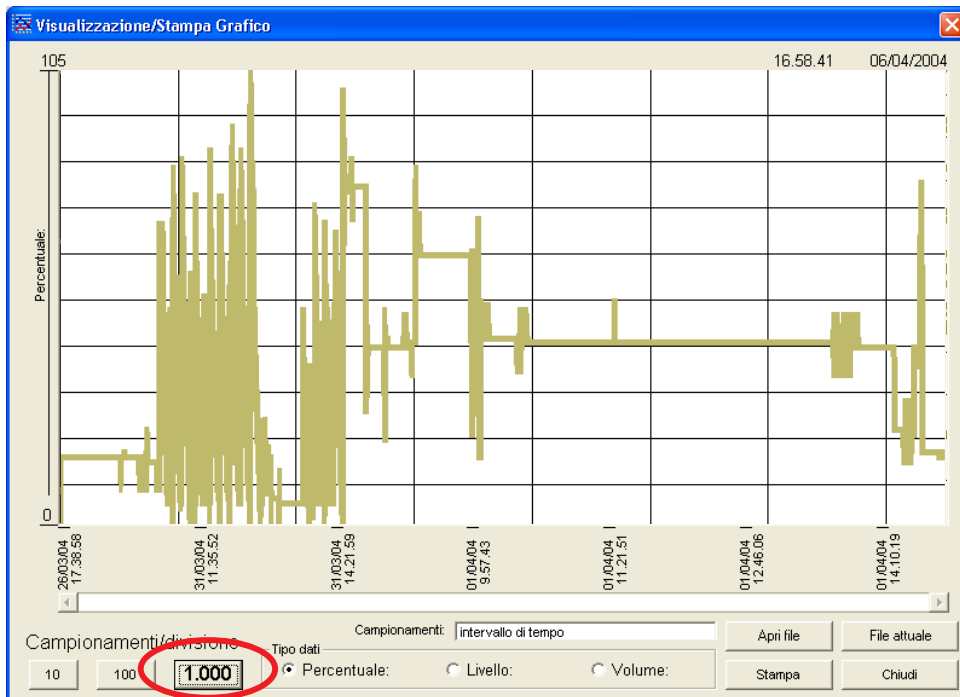 Visualizzazione/Stampa Grafico
105
16.58.41 06/04/2004
Percentuale:
0
26/03/04
17.38.58
31/03/04
11.35.52
31/03/04
14.21.59
01/04/04
9.57.43
01/04/04
11.21.51
01/04/04
12.46.06
01/04/04
14.10.19
Campionamenti/divisione
10 100 1.000
Campionamenti: intervallo di tempo
Tipo dati
Percentuale: Livello: Volume:
Apri file File attuale
Stampa Chiudi